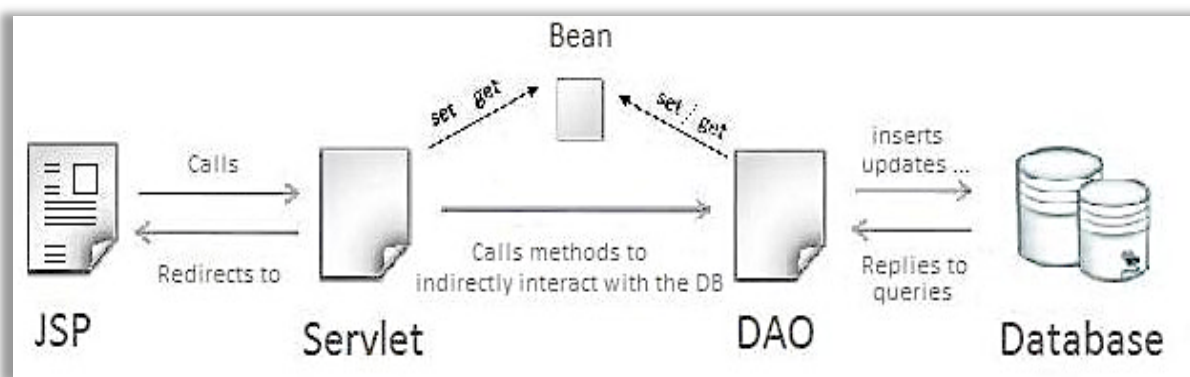 Bean
set get
set / get
Calls
Redirects to
Calls methods to
indirectly interact with the DB
inserts
updates ...
Replies to
queries
JSP
Servlet
DAO
Database